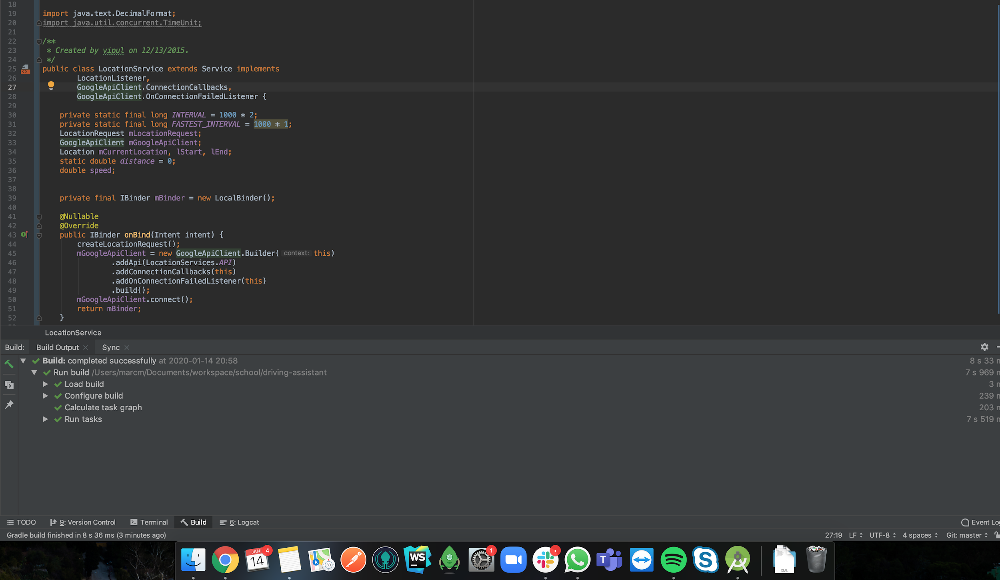 18
19 import java.text.DecimalFormat;
20 import java.util.concurrent.TimeUnit;
21
22 /**
23  * Created by vipul on 12/13/2015.
24  */
25 public class LocationService extends Service implements
26         LocationListener,
27         GoogleApiClient.ConnectionCallbacks,
28         GoogleApiClient.OnConnectionFailedListener {
29
30     private static final long INTERVAL = 1000 * 2;
31     private static final long FASTEST_INTERVAL = 1000 * 1;
32     LocationRequest mLocationRequest;
33     GoogleApiClient mGoogleApiClient;
34     Location mCurrentLocation, lStart, lEnd;
35     static double distance = 0;
36     double speed;
37
38
39     private final IBinder mBinder = new LocalBinder();
40
41     @Nullable
42     @Override
43     public IBinder onBind(Intent intent) {
44         createLocationRequest();
45         mGoogleApiClient = new GoogleApiClient.Builder( context: this)
46                 .addApi(LocationServices.API)
47                 .addConnectionCallbacks(this)
48                 .addOnConnectionFailedListener(this)
49                 .build();
50         mGoogleApiClient.connect();
51         return mBinder;
52     }
LocationService
Build: Build Output Sync
Build: completed successfully at 2020-01-14 20:58 8 s 33 m
Run build /Users/marcm/Documents/workspace/school/driving-assistant 7 s 969 m
Load build 3 m
Configure build 239 m
Calculate task graph 203 m
Run tasks 7 s 519 m
TODO 9: Version Control Terminal Build 6: Logcat Event Log
Gradle build finished in 8 s 36 ms (3 minutes ago) 27:19 LF UTF-8 4 spaces Git: master
JAN 14 4 3D WS 1 T S XML